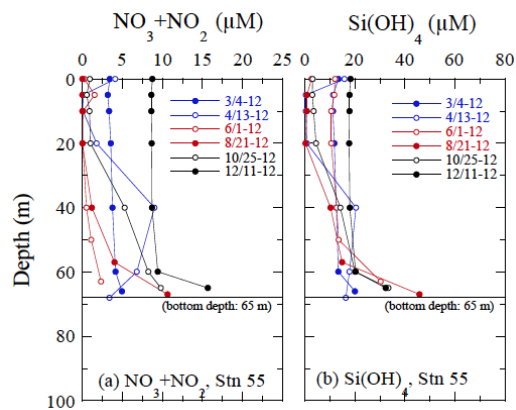 NO3+NO2 (µM) Si(OH)4 (µM)
0 5 10 15 20 25 0 20 40 60 80
0
20
40
60
80
100
Depth (m)
3/4-12
4/13-12
6/1-12
8/21-12
10/25-12
12/11-12
(bottom depth: 65 m)
(a) NO3+NO2, Stn 55
3/4-12
4/13-12
6/1-12
8/21-12
10/25-12
12/11-12
(bottom depth: 65 m)
(b) Si(OH)4, Stn 55